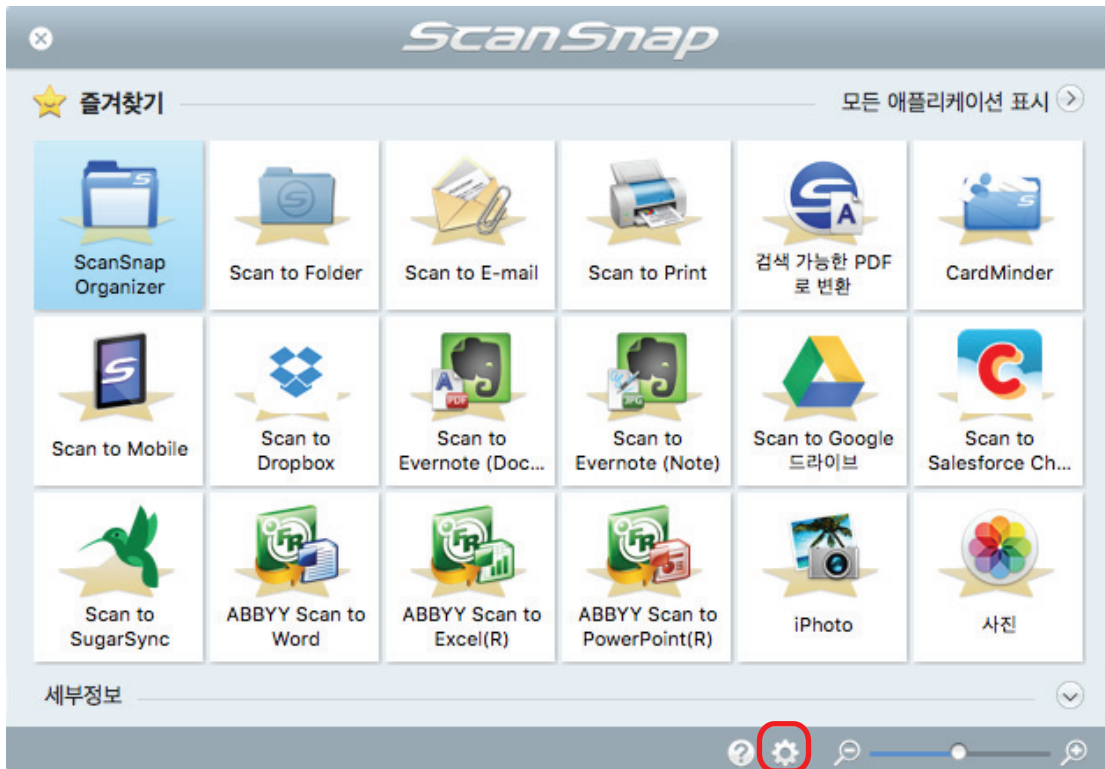 ScanSnap
즐겨찾기
모든 애플리케이션 표시
ScanSnap
Organizer
Scan to Folder
Scan to E-mail
Scan to Print
검색 가능한 PDF
로 변환
CardMinder
Scan to Mobile
Scan to
Dropbox
Scan to
Evernote (Doc...
Scan to
Evernote (Note)
Scan to Google
드라이브
Scan to
Salesforce Ch...
Scan to
SugarSync
ABBYY Scan to
Word
ABBYY Scan to
Excel(R)
ABBYY Scan to
PowerPoint(R)
iPhoto
사진
세부정보